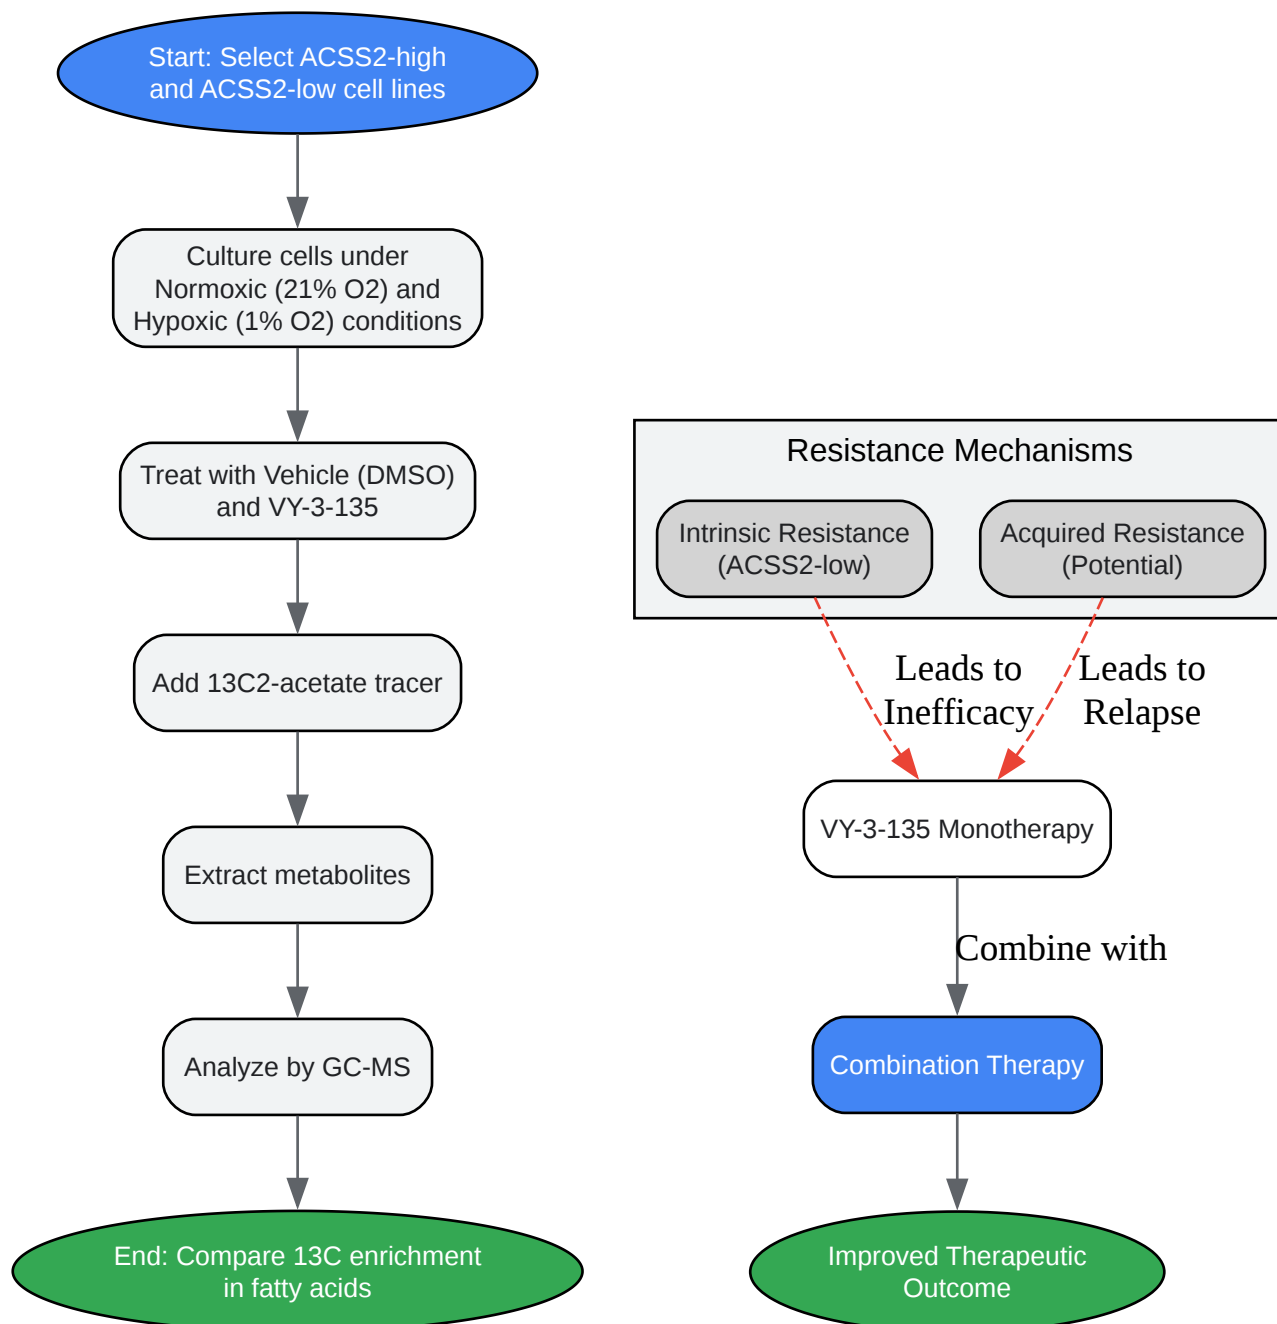 Start: Select ACSS2-high
and ACSS2-low cell lines
Culture cells under
Normoxic (21% O2) and
Hypoxic (1% O2) conditions
Treat with Vehicle (DMSO)
and VY-3-135
Add 13C2-acetate tracer
Extract metabolites
Analyze by GC-MS
End: Compare 13C enrichment
in fatty acids
Resistance Mechanisms
Intrinsic Resistance
(ACSS2-low)
Acquired Resistance
(Potential)
Leads to
Inefficacy
Leads to
Relapse
VY-3-135 Monotherapy
Combine with
Combination Therapy
Improved Therapeutic
Outcome